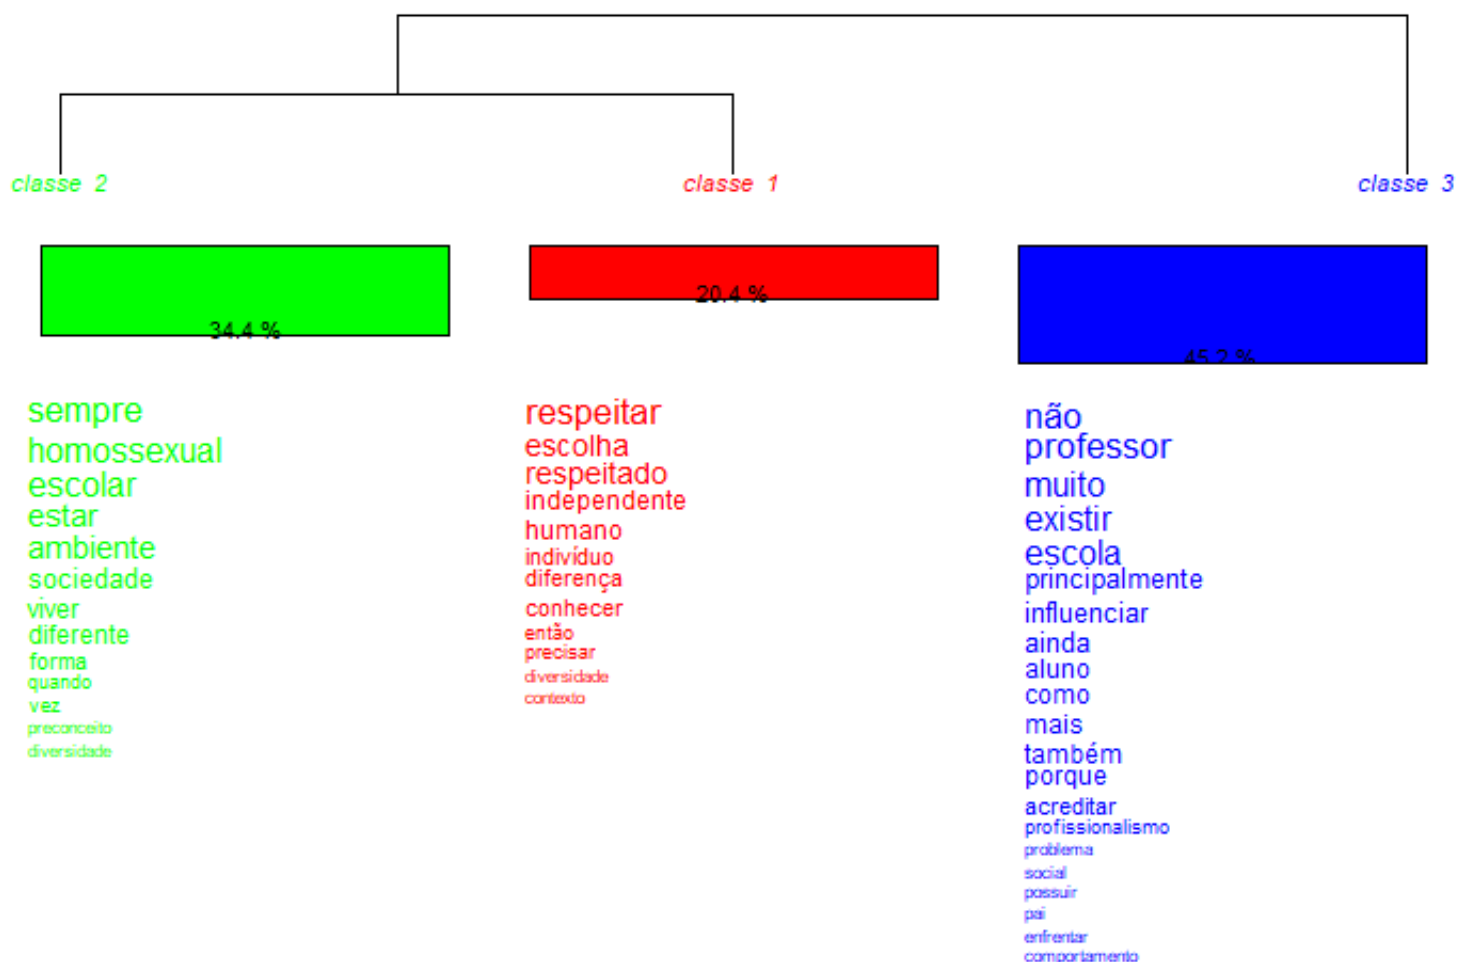 classe 2
classe 1
classe 3
34.4 %
20.4 %
45.2 %
sempre
homossexual
escolar
estar
ambiente
sociedade
viver
diferente
forma
quando
vez
preconceito
diversidade
respeitar
escolha
respeitado
independente
humano
indivíduo
diferença
conhecer
então
precisar
diversidade
contexto
não
professor
muito
existir
escola
principalmente
influenciar
ainda
aluno
como
mais
também
porque
acreditar
profissionalismo
problema
social
possuir
pai
enfrentar
comportamento